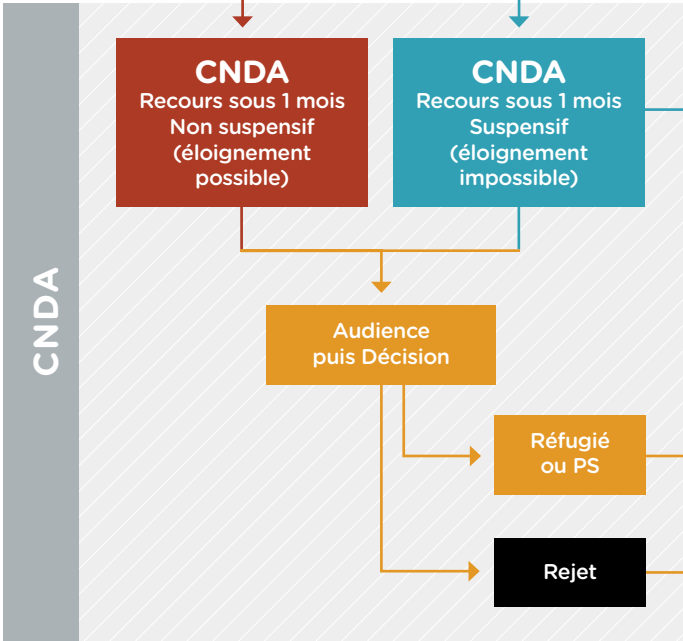 CNDA
CNDA
Recours sous 1 mois
Non suspensif
(éloignement
possible)
CNDA
Recours sous 1 mois
Suspensif
(éloignement
impossible)
Audience
puis Décision
Réfugié
ou PS
Rejet